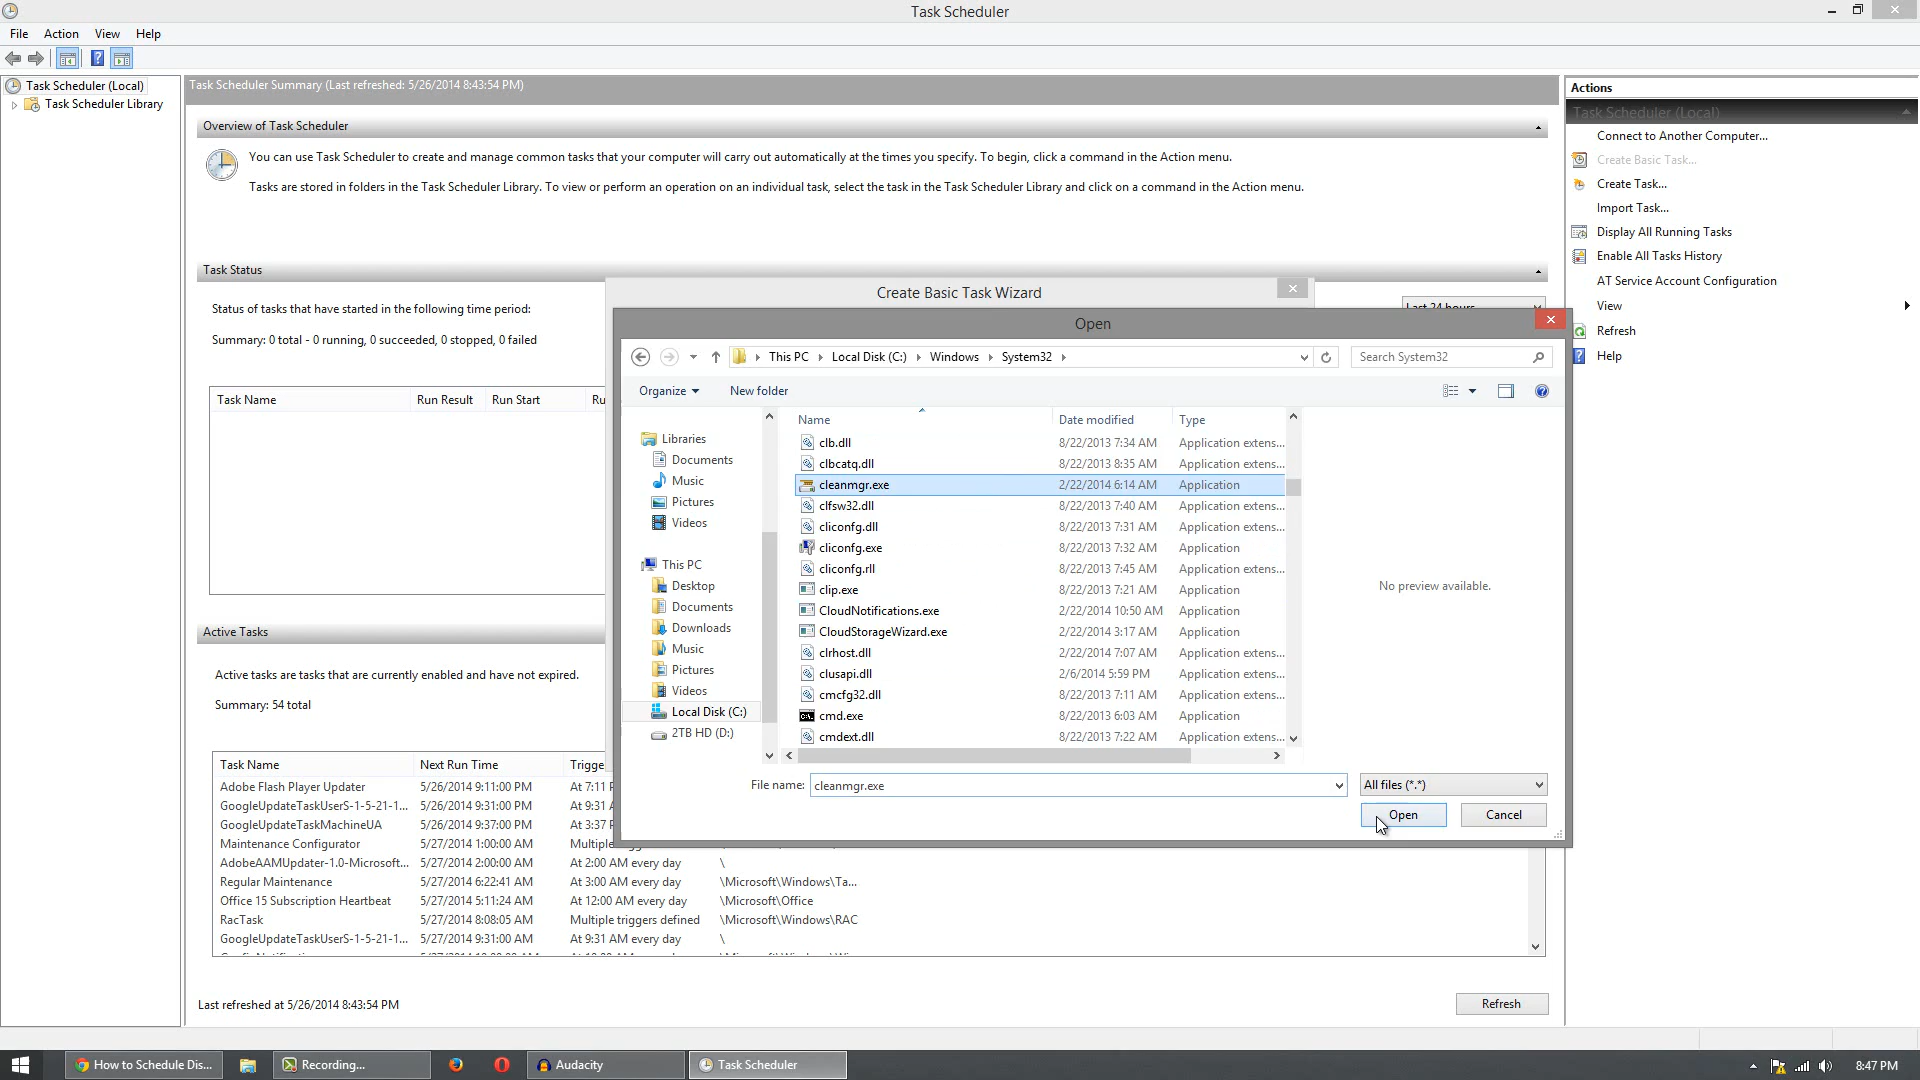 Task Scheduler
File Action View Help
Task Scheduler (Local)
Task Scheduler Library
Task Scheduler Summary (Last refreshed: 5/26/2014 8:43:54 PM)
Overview of Task Scheduler
You can use Task Scheduler to create and manage common tasks that your computer will carry out automatically at the times you specify. To begin, click a command in the Action menu.
Tasks are stored in folders in the Task Scheduler Library. To view or perform an operation on an individual task, select the task in the Task Scheduler Library and click on a command in the Action menu.
Task Status
Status of tasks that have started in the following time period:
Last 24 hours
Summary: 0 total - 0 running, 0 succeeded, 0 stopped, 0 failed
Task Name Run Result Run Start Ru
Active Tasks
Active tasks are tasks that are currently enabled and have not expired.
Summary: 54 total
Task Name Next Run Time Trigge
Adobe Flash Player Updater 5/26/2014 9:11:00 PM At 7:11 P
GoogleUpdateTaskUserS-1-5-21-1... 5/26/2014 9:31:00 PM At 9:31 A
GoogleUpdateTaskMachineUA 5/26/2014 9:37:00 PM At 3:37 P
Maintenance Configurator 5/27/2014 1:00:00 AM Multiple
AdobeAAMUpdater-1.0-Microsoft... 5/27/2014 2:00:00 AM At 2:00 AM every day \
Regular Maintenance 5/27/2014 6:22:41 AM At 3:00 AM every day \Microsoft\Windows\Ta...
Office 15 Subscription Heartbeat 5/27/2014 5:11:24 AM At 12:00 AM every day \Microsoft\Office
RacTask 5/27/2014 8:08:05 AM Multiple triggers defined \Microsoft\Windows\RAC
GoogleUpdateTaskUserS-1-5-21-1... 5/27/2014 9:31:00 AM At 9:31 AM every day \
Last refreshed at 5/26/2014 8:43:54 PM
Refresh
Create Basic Task Wizard
Open
This PC Local Disk (C:) Windows System32
Search System32
Organize New folder
Libraries
Documents
Music
Pictures
Videos
This PC
Desktop
Documents
Downloads
Music
Pictures
Videos
Local Disk (C:)
2TB HD (D:)
Name Date modified Type
clb.dll 8/22/2013 7:34 AM Application extens...
clbcatq.dll 8/22/2013 8:35 AM Application extens...
cleanmgr.exe 2/22/2014 6:14 AM Application
clfsw32.dll 8/22/2013 7:40 AM Application extens...
cliconfg.dll 8/22/2013 7:31 AM Application extens...
cliconfg.exe 8/22/2013 7:32 AM Application
cliconfg.rll 8/22/2013 7:45 AM Application extens...
clip.exe 8/22/2013 7:21 AM Application
CloudNotifications.exe 2/22/2014 10:50 AM Application
CloudStorageWizard.exe 2/22/2014 3:17 AM Application
clrhost.dll 2/22/2014 7:07 AM Application extens...
clusapi.dll 2/6/2014 5:59 PM Application extens...
cmcfg32.dll 8/22/2013 7:11 AM Application extens...
cmd.exe 8/22/2013 6:03 AM Application
cmdext.dll 8/22/2013 7:22 AM Application extens...
No preview available.
File name: cleanmgr.exe
All files (*.*)
Open Cancel
Actions
Task Scheduler (Local)
Connect to Another Computer...
Create Basic Task...
Create Task...
Import Task...
Display All Running Tasks
Enable All Tasks History
AT Service Account Configuration
View
Refresh
Help
How to Schedule Dis... Recording... Audacity Task Scheduler
8:47 PM